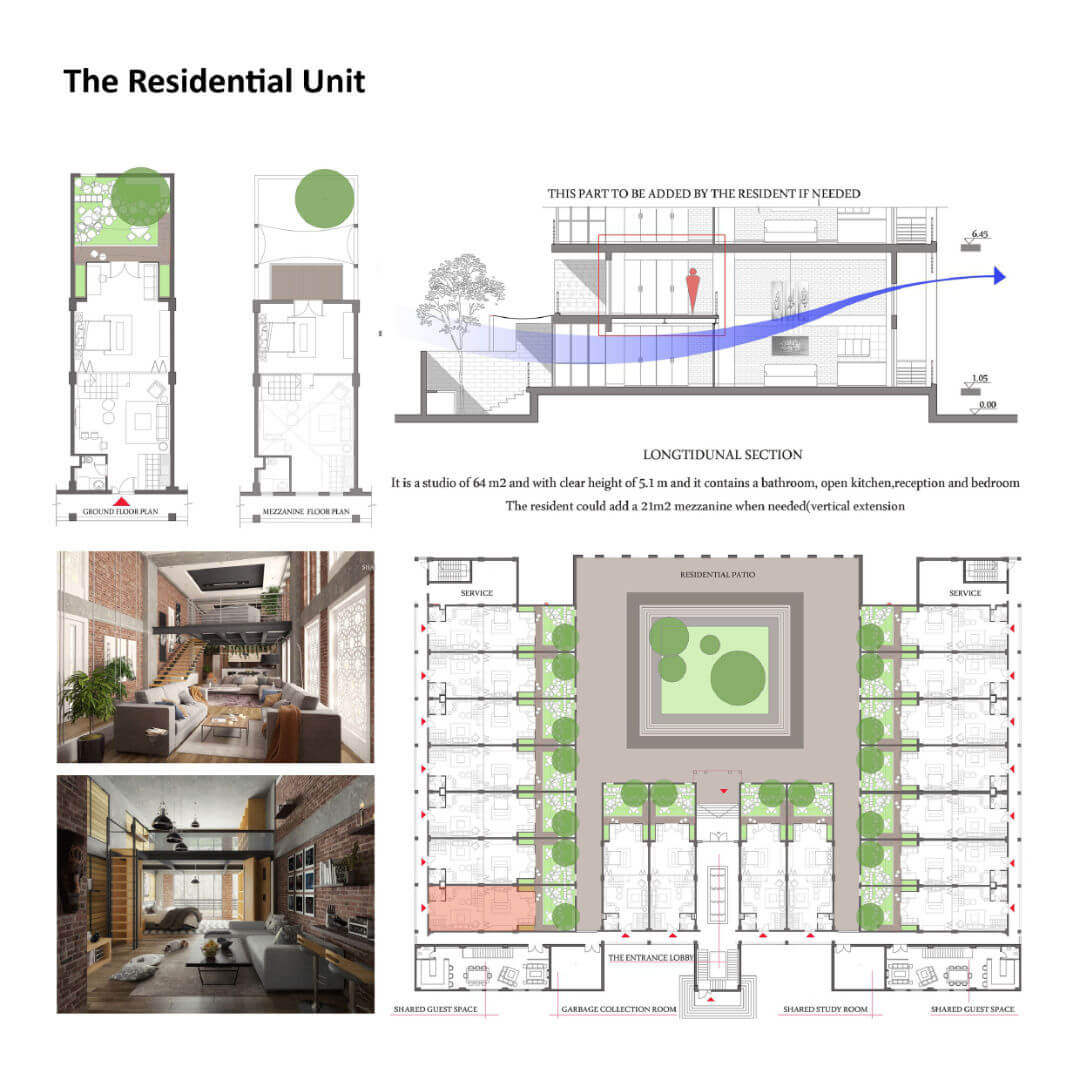 The Residential Unit
THIS PART TO BE ADDED BY THE RESIDENT IF NEEDED
6.45
1.05
0.00
GROUND FLOOR PLAN
MEZZANINE FLOOR PLAN
LONGTIDUNAL SECTION
It is a studio of 64 m2 and with clear height of 5.1 m and it contains a bathroom, open kitchen,reception and bedroom
The resident could add a 21m2 mezzanine when needed(vertical extension
SHA
RESIDENTIAL PATIO
SERVICE
SERVICE
THE ENTRANCE LOBBY
SHARED GUEST SPACE
GARBAGE COLLECTION ROOM
SHARED STUDY ROOM
SHARED GUEST SPACE